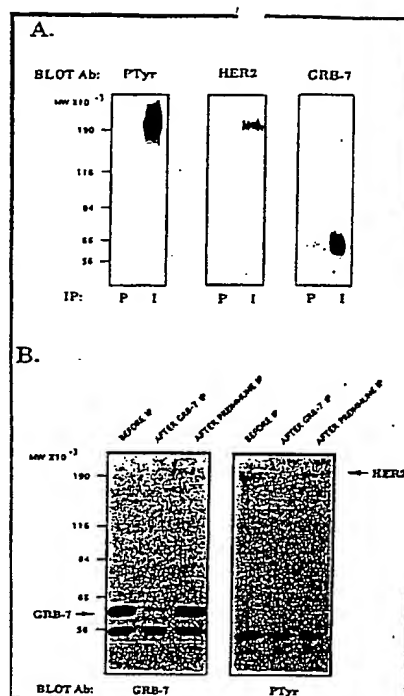 A.
BLOT Ab: PTyr HER2 GRB-7
MW X10⁻³
190
116
84
66
56
IP: P I P I P I
B.
BEFORE IP AFTER GRB-7 IP AFTER PREIMMUNE IP BEFORE IP AFTER GRB-7 IP AFTER PREIMMUNE IP
MW X10⁻³
190
HER2
116
84
65
GRB-7
56
BLOT Ab: GRB-7 PTyr